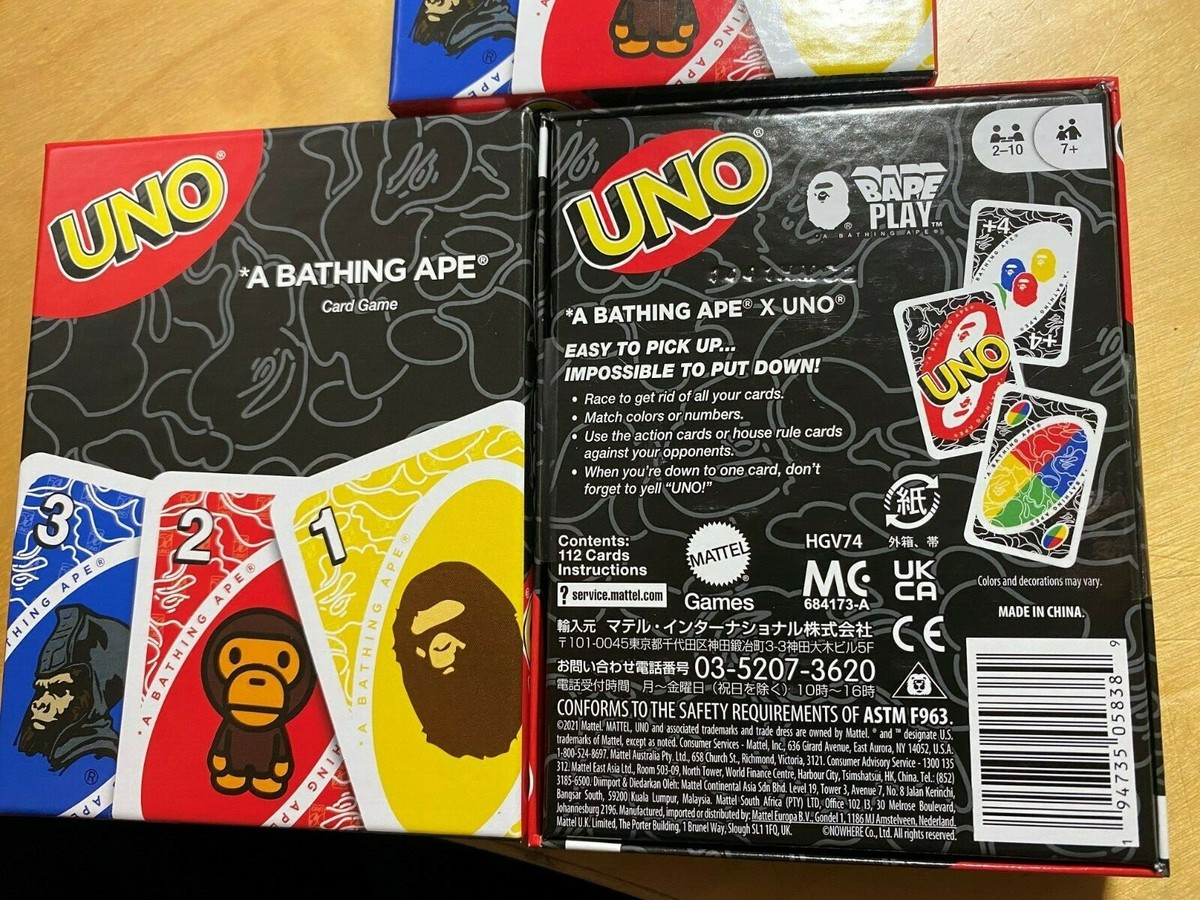 UNO®
*A BATHING APE®
Card Game
3
2
1
THING APE®
*A BATHING APE®
*A BATHING APE®
®
UNO®
2–10
7+
BAPE
PLAY™
*A BATHING APE®
*A BATHING APE® X UNO®
EASY TO PICK UP...
IMPOSSIBLE TO PUT DOWN!
• Race to get rid of all your cards.
• Match colors or numbers.
• Use the action cards or house rule cards
against your opponents.
• When you're down to one card, don't
forget to yell "UNO!"
+4
+4
UNO
Contents:
112 Cards
Instructions
? service.mattel.com
MATTEL
®
Games
HGV74
MC
684173-A
紙
外箱、帯
UK
CA
CE
Colors and decorations may vary.
MADE IN CHINA.
輸入元 マテル・インターナショナル株式会社
〒101-0045東京都千代田区神田鍛冶町3-3神田大木ビル5F
お問い合わせ電話番号 03-5207-3620
電話受付時間 月~金曜日(祝日を除く):10時~16時
CONFORMS TO THE SAFETY REQUIREMENTS OF ASTM F963.
©2021 Mattel. MATTEL, UNO and associated trademarks and trade dress are owned by Mattel. ® and ™ designate U.S.
trademarks of Mattel, except as noted. Consumer Services - Mattel, Inc., 636 Girard Avenue, East Aurora, NY 14052, U.S.A.
1-800-524-8697. Mattel Australia Pty. Ltd., 658 Church St., Richmond, Victoria, 3121. Consumer Advisory Service - 1300 135
312. Mattel East Asia Ltd., Room 503-09, North Tower, World Finance Centre, Harbour City, Tsimshatsui, HK, China. Tel.: (852)
3185-6500. Diimport & Diedarkan Oleh: Mattel Continental Asia Sdn Bhd. Level 19, Tower 3, Avenue 7, No. 8 Jalan Kerinchi,
Bangsar South, 59200 Kuala Lumpur, Malaysia. Mattel South Africa (PTY) LTD, Office 102 I3, 30 Melrose Boulevard,
Johannesburg 2196. Manufactured, imported or distributed by: Mattel Europa B.V., Gondel 1, 1186 MJ Amstelveen, Nederland.
Mattel U.K. Limited, The Porter Building, 1 Brunel Way, Slough SL1 1FQ, UK.
©NOWHERE Co., Ltd. All rights reserved.
1 94735 05838 9